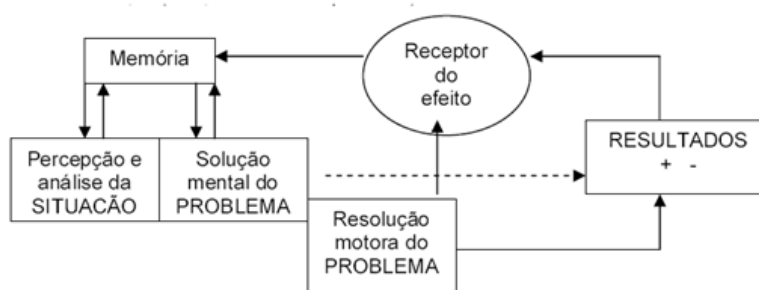 Memória
Receptor
do
efeito
Percepção e
análise da
SITUACÃO
Solução
mental do
PROBLEMA
RESULTADOS
+ -
Resolução
motora do
PROBLEMA